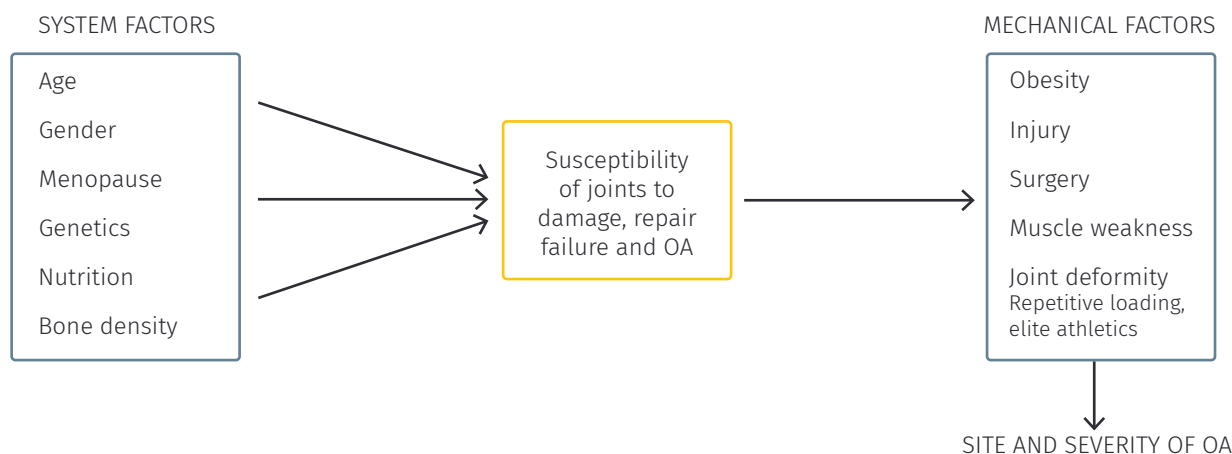 SYSTEM FACTORS
Age
Gender
Menopause
Genetics
Nutrition
Bone density
Susceptibility
of joints to
damage, repair
failure and OA
MECHANICAL FACTORS
Obesity
Injury
Surgery
Muscle weakness
Joint deformity
Repetitive loading,
elite athletics
SITE AND SEVERITY OF OA